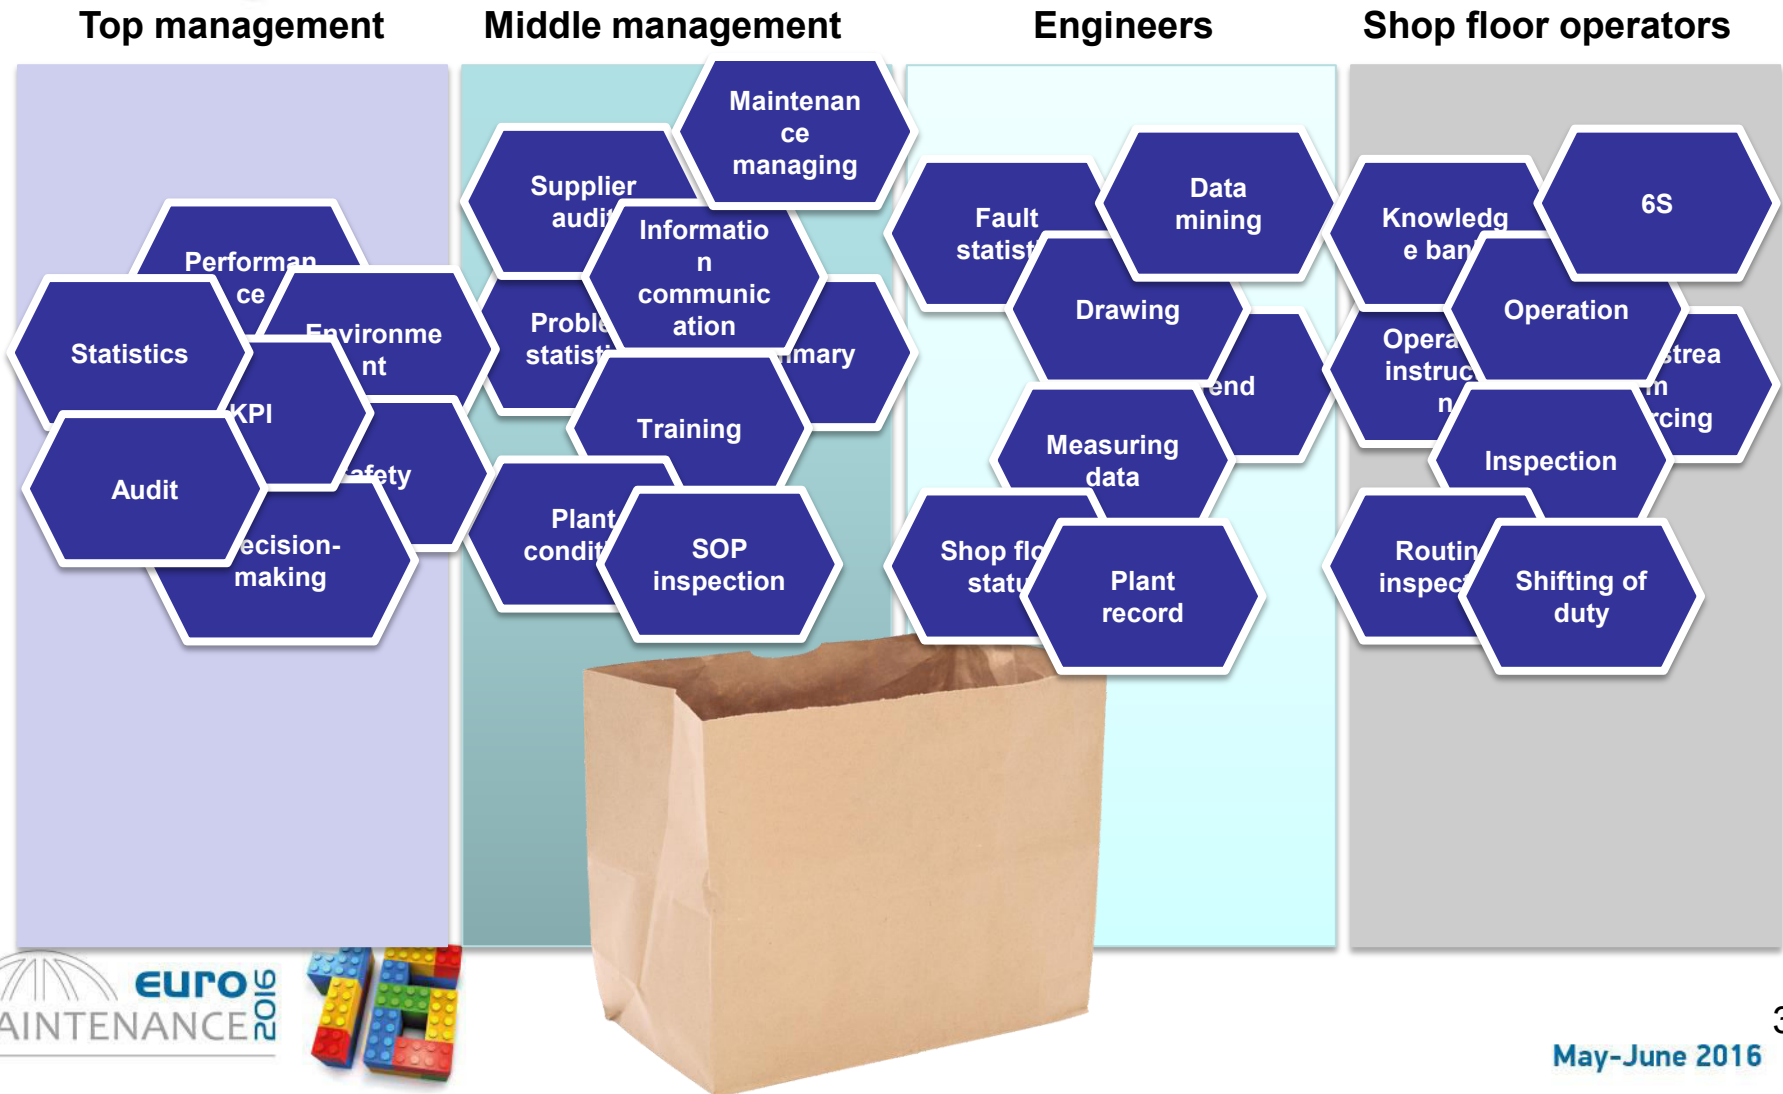 Top management
Middle management
Engineers
Shop floor operators
Performan
ce
Statistics
Environme
nt
KPI
Audit
making
Maintenan
ce
managing
Supplier
Informatio
n
communic
ation
Training
Plant
SOP
inspection
Data
mining
Fault
Drawing
Measuring
data
Shop
Plant
record
6S
Knowledg
e
Operation
Inspection
Shifting of
duty
EURO
2016
May-June 2016
3